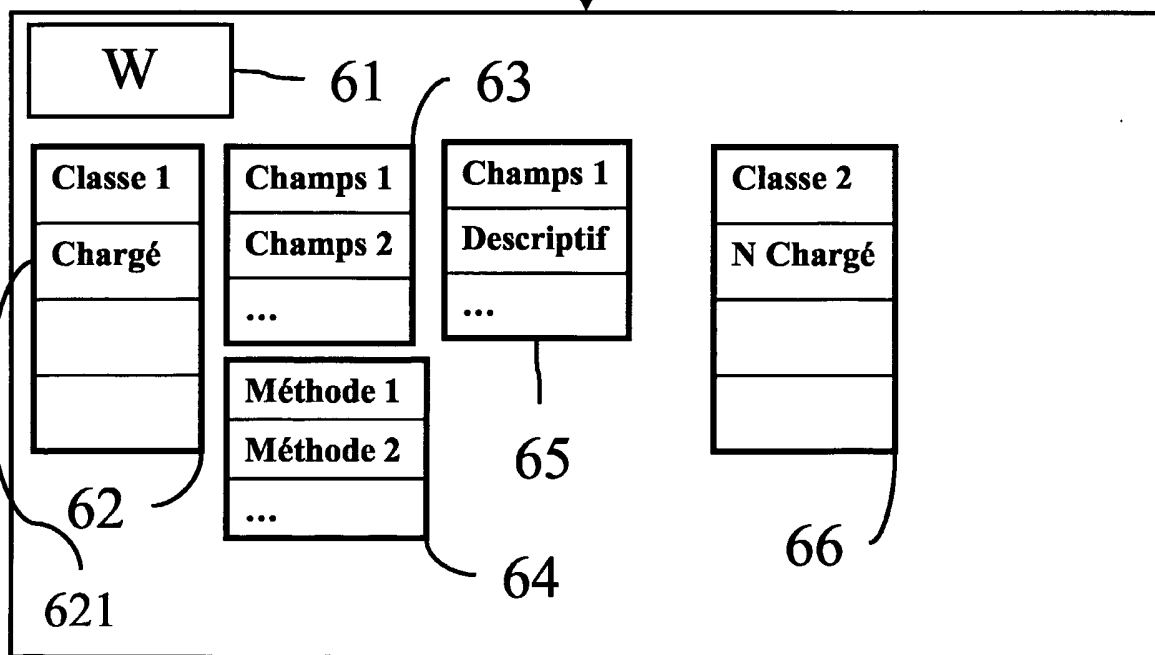 W
61
63
Classe 1
Chargé
Champs 1
Champs 2
...
Champs 1
Descriptif
...
Classe 2
N Chargé
Méthode 1
Méthode 2
...
62
65
64
66
621